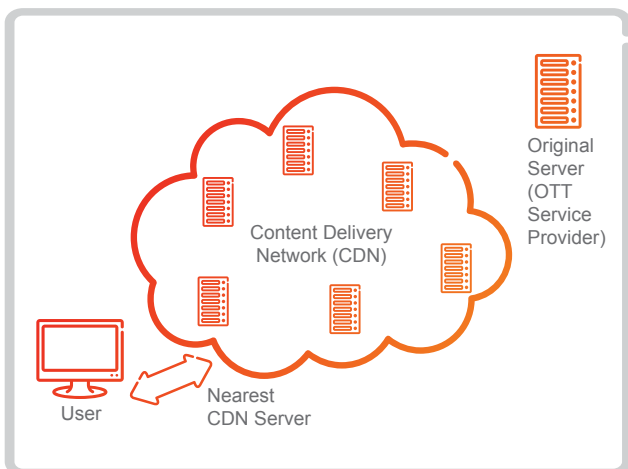 Original
Server
(OTT
Service
Provider)
Content Delivery
Network (CDN)
User
Nearest
CDN Server